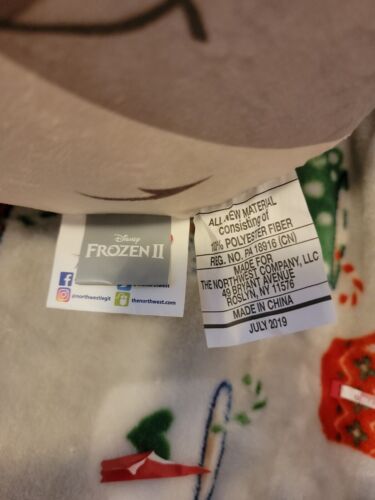 Disney
FROZEN II
@northwestlegit
thenorthwest.com
ALL NEW MATERIAL
consisting of
100% POLYESTER FIBER
REG. NO. PA 18916 (CN)
MADE FOR
THE NORTHWEST COMPANY, LLC
49 BRYANT AVENUE
ROSLYN, NY 11576
MADE IN CHINA
JULY 2019